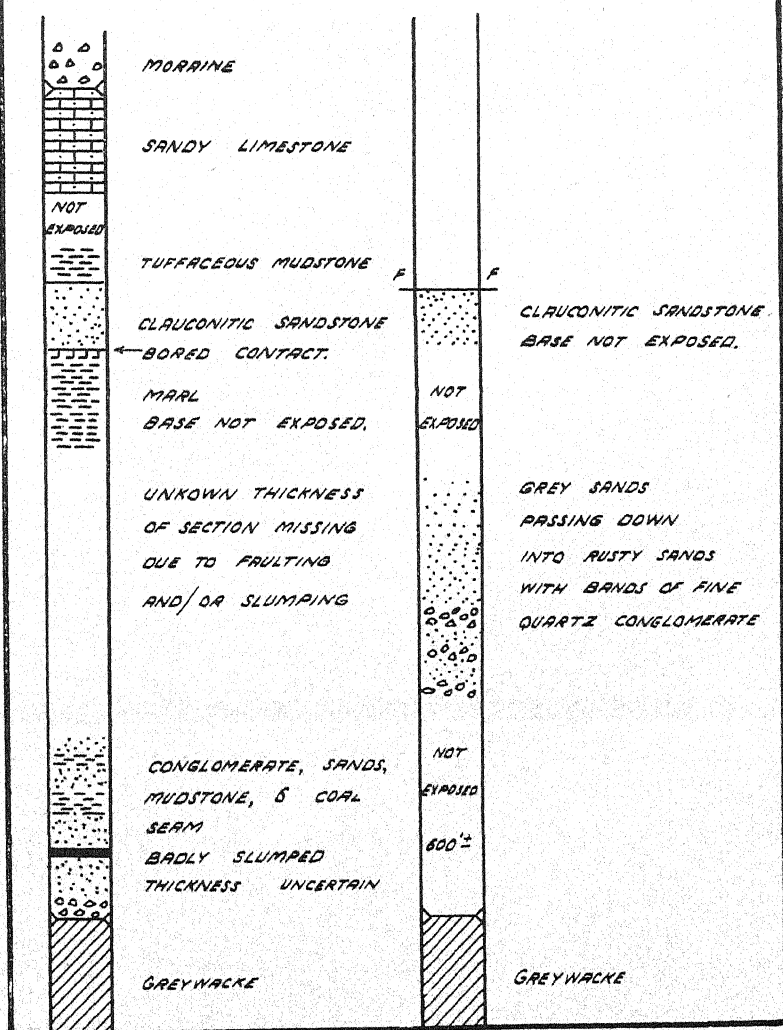 MORAINE
SANDY LIMESTONE
NOT
EXPOSED
TUFFACEOUS MUDSTONE
CLAUCONITIC SANDSTONE
BORED CONTACT.
MARL
BASE NOT EXPOSED.
UNKOWN THICKNESS
OF SECTION MISSING
DUE TO FAULTING
AND/OR SLUMPING
CONGLOMERATE, SANDS,
MUDSTONE, & COAL
SEAM
BADLY SLUMPED
THICKNESS UNCERTAIN
GREYWACKE
F F
CLAUCONITIC SANDSTONE
BASE NOT EXPOSED.
NOT
EXPOSED
GREY SANDS
PASSING DOWN
INTO RUSTY SANDS
WITH BANDS OF FINE
QUARTZ CONGLOMERATE
NOT
EXPOSED
600'±
GREYWACKE